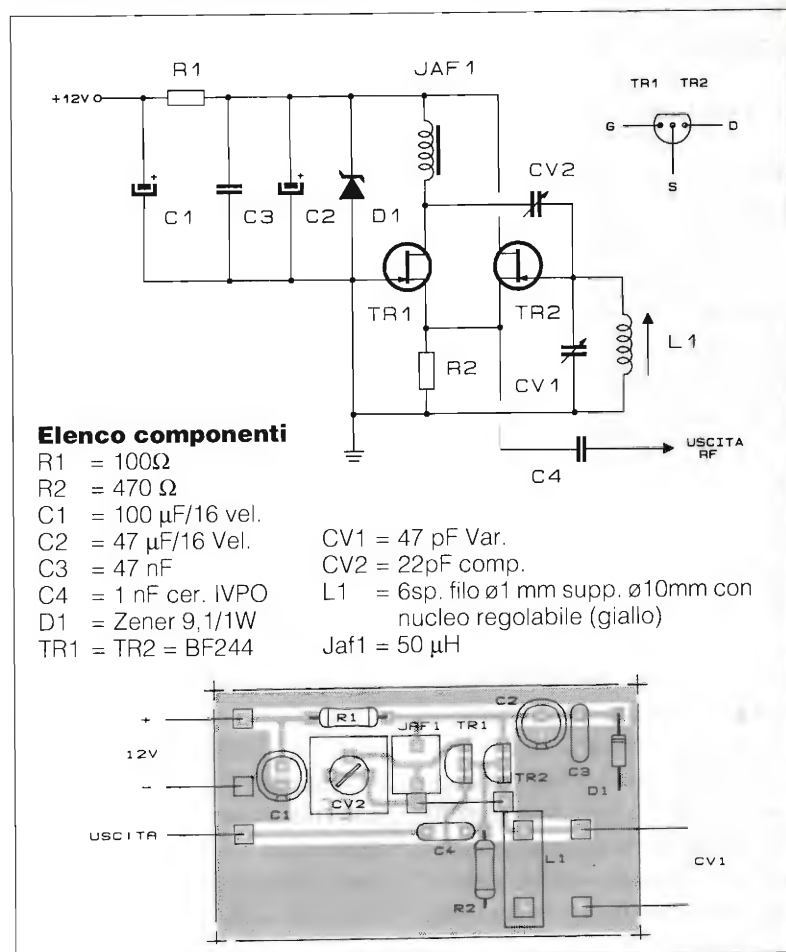 R1
JAF1
TR1 TR2
+12V
G
D
S
CV2
C1
C3
C2
D1
TR1
TR2
L1
R2
CV1
USCITA
RF
C4
Elenco componenti
R1 = 100Ω
R2 = 470 Ω
C1 = 100 µF/16 vel.
C2 = 47 µF/16 Vel.
C3 = 47 nF
C4 = 1 nF cer. IVPO
D1 = Zener 9,1/1W
TR1 = TR2 = BF244
CV1 = 47 pF Var.
CV2 = 22pF comp.
L1 = 6sp. filo ø1 mm supp. ø10mm con
nucleo regolabile (giallo)
Jaf1 = 50 µH
+
12V
-
USCITA
R1
JAF1
TR1
C2
C1
CV2
TR2
C3
D1
C4
L1
R2
CV1